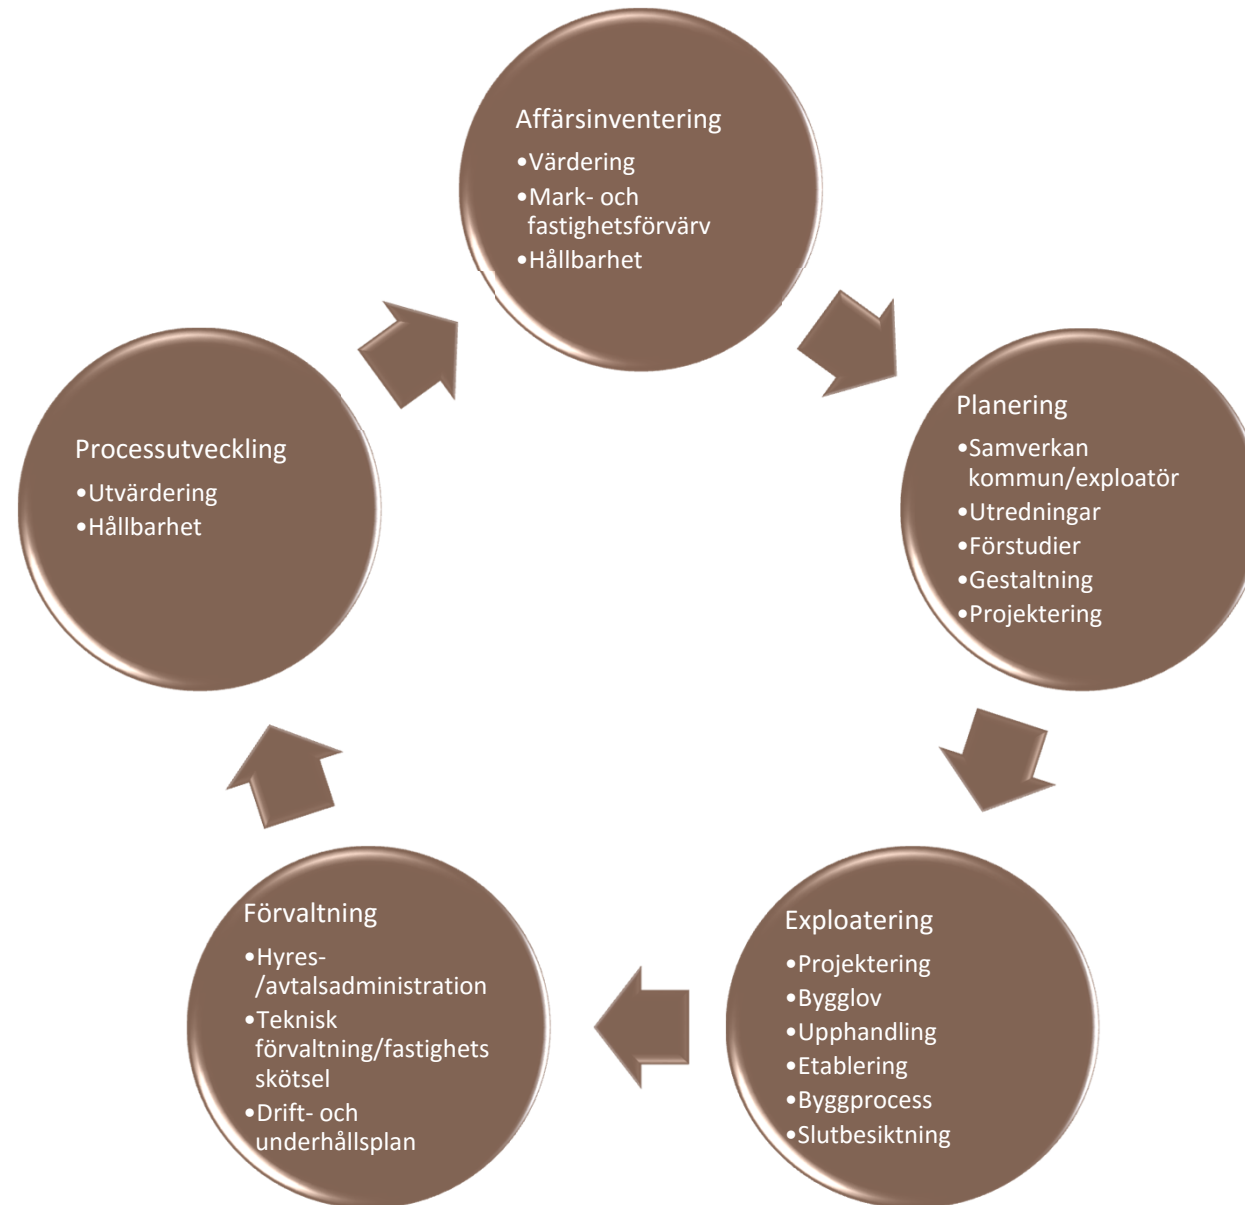 Affärsinventering
•Värdering
•Mark- och
fastighetsförvärv
•Hållbarhet
Planering
•Samverkan
kommun/exploatör
•Utredningar
•Förstudier
•Gestaltning
•Projektering
Exploatering
•Projektering
•Bygglov
•Upphandling
•Etablering
•Byggprocess
•Slutbesiktning
Förvaltning
•Hyres-
/avtalsadministration
•Teknisk
förvaltning/fastighets
skötsel
•Drift- och
underhållsplan
Processutveckling
•Utvärdering
•Hållbarhet